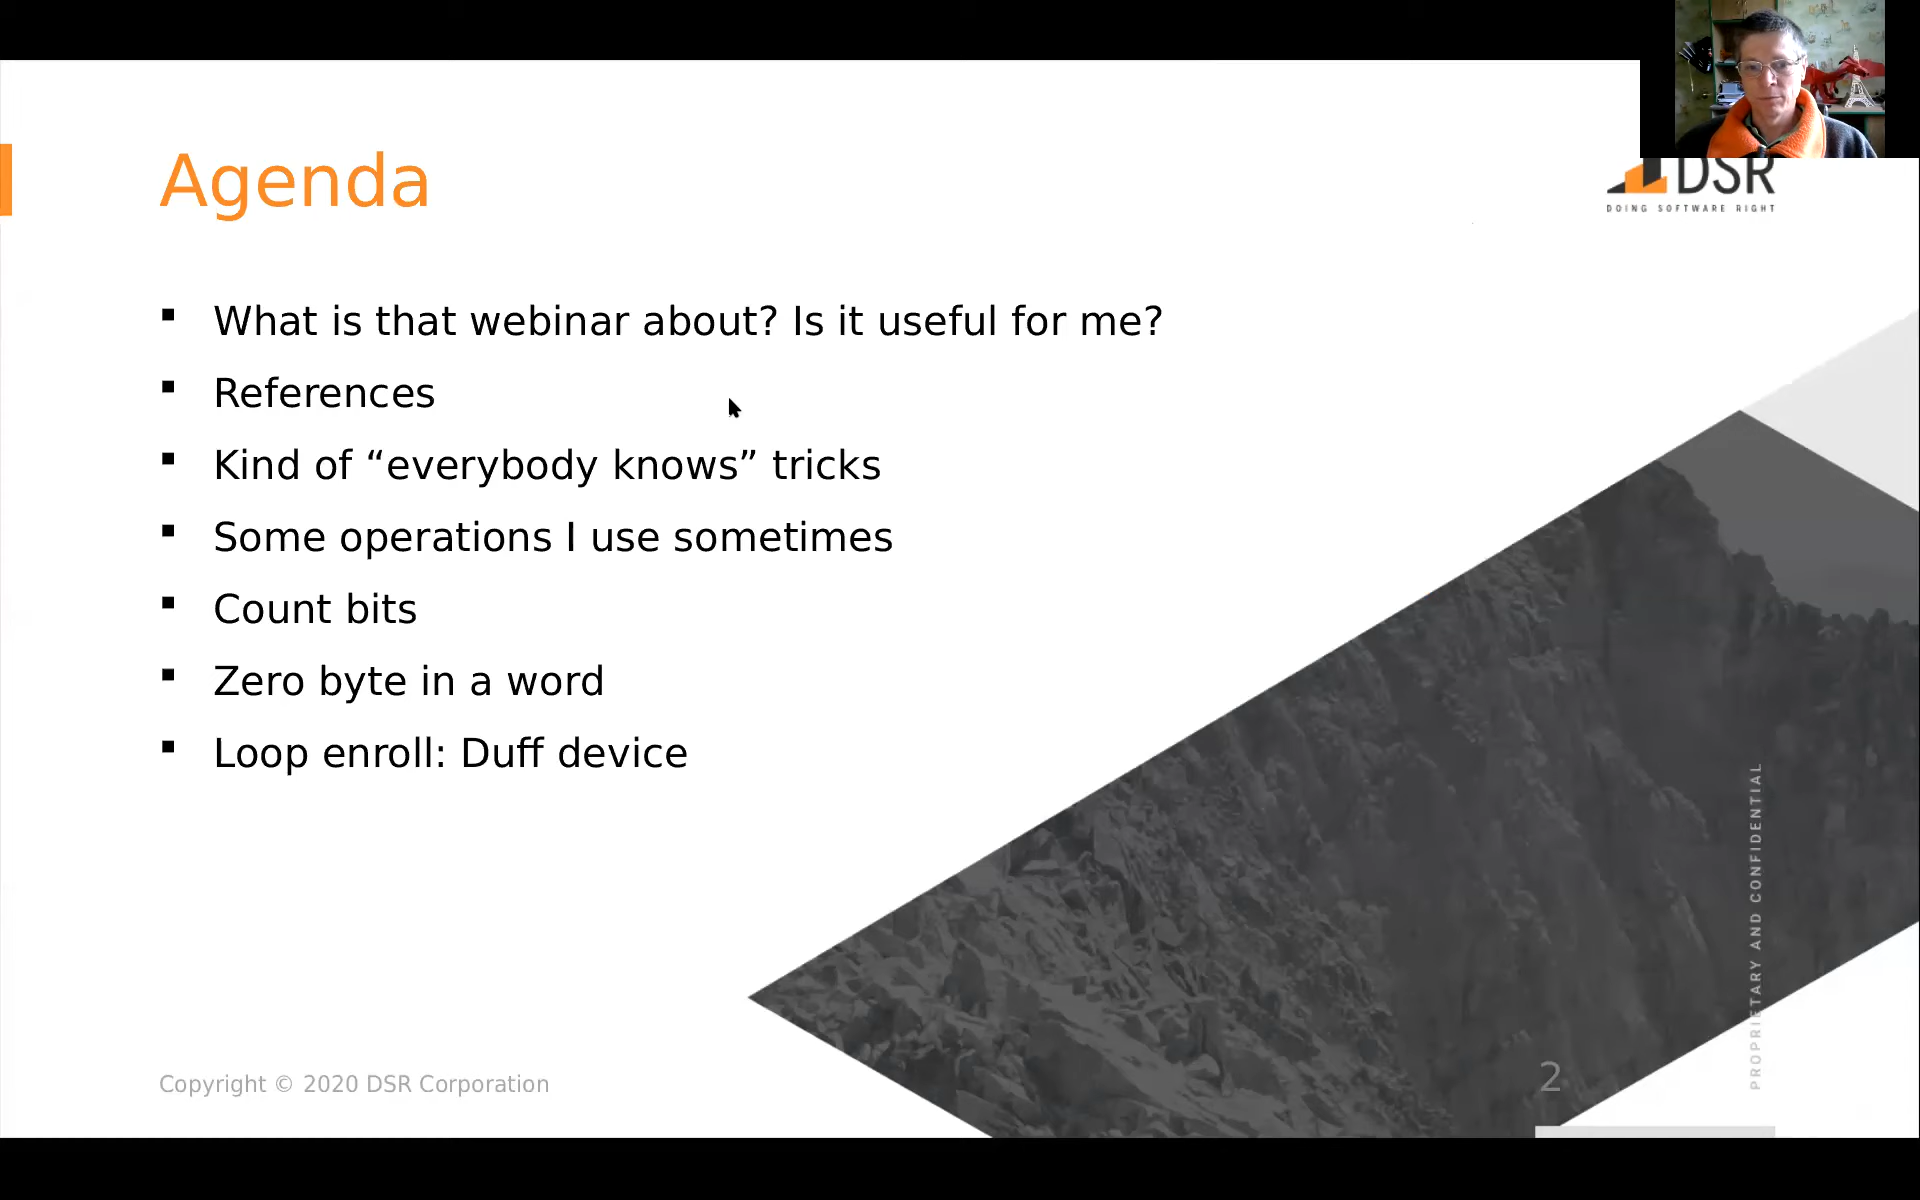 Agenda
DSR
DOING SOFTWARE RIGHT
What is that webinar about? Is it useful for me?
References
Kind of “everybody knows” tricks
Some operations I use sometimes
Count bits
Zero byte in a word
Loop enroll: Duff device
PROPRIETARY AND CONFIDENTIAL
Copyright © 2020 DSR Corporation
2